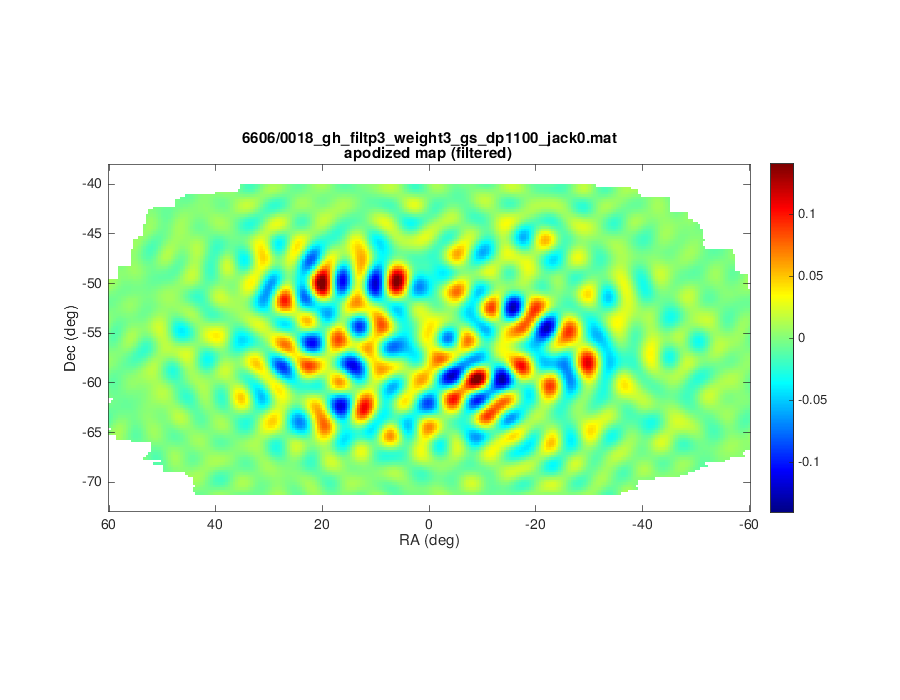 6606/0018_gh_filtp3_weight3_gs_dp1100_jack0.mat
apodized map (filtered)
-40
-45
-50
-55
-60
-65
-70
Dec (deg)
60 40 20 0 -20 -40 -60
RA (deg)
0.1
0.05
0
-0.05
-0.1